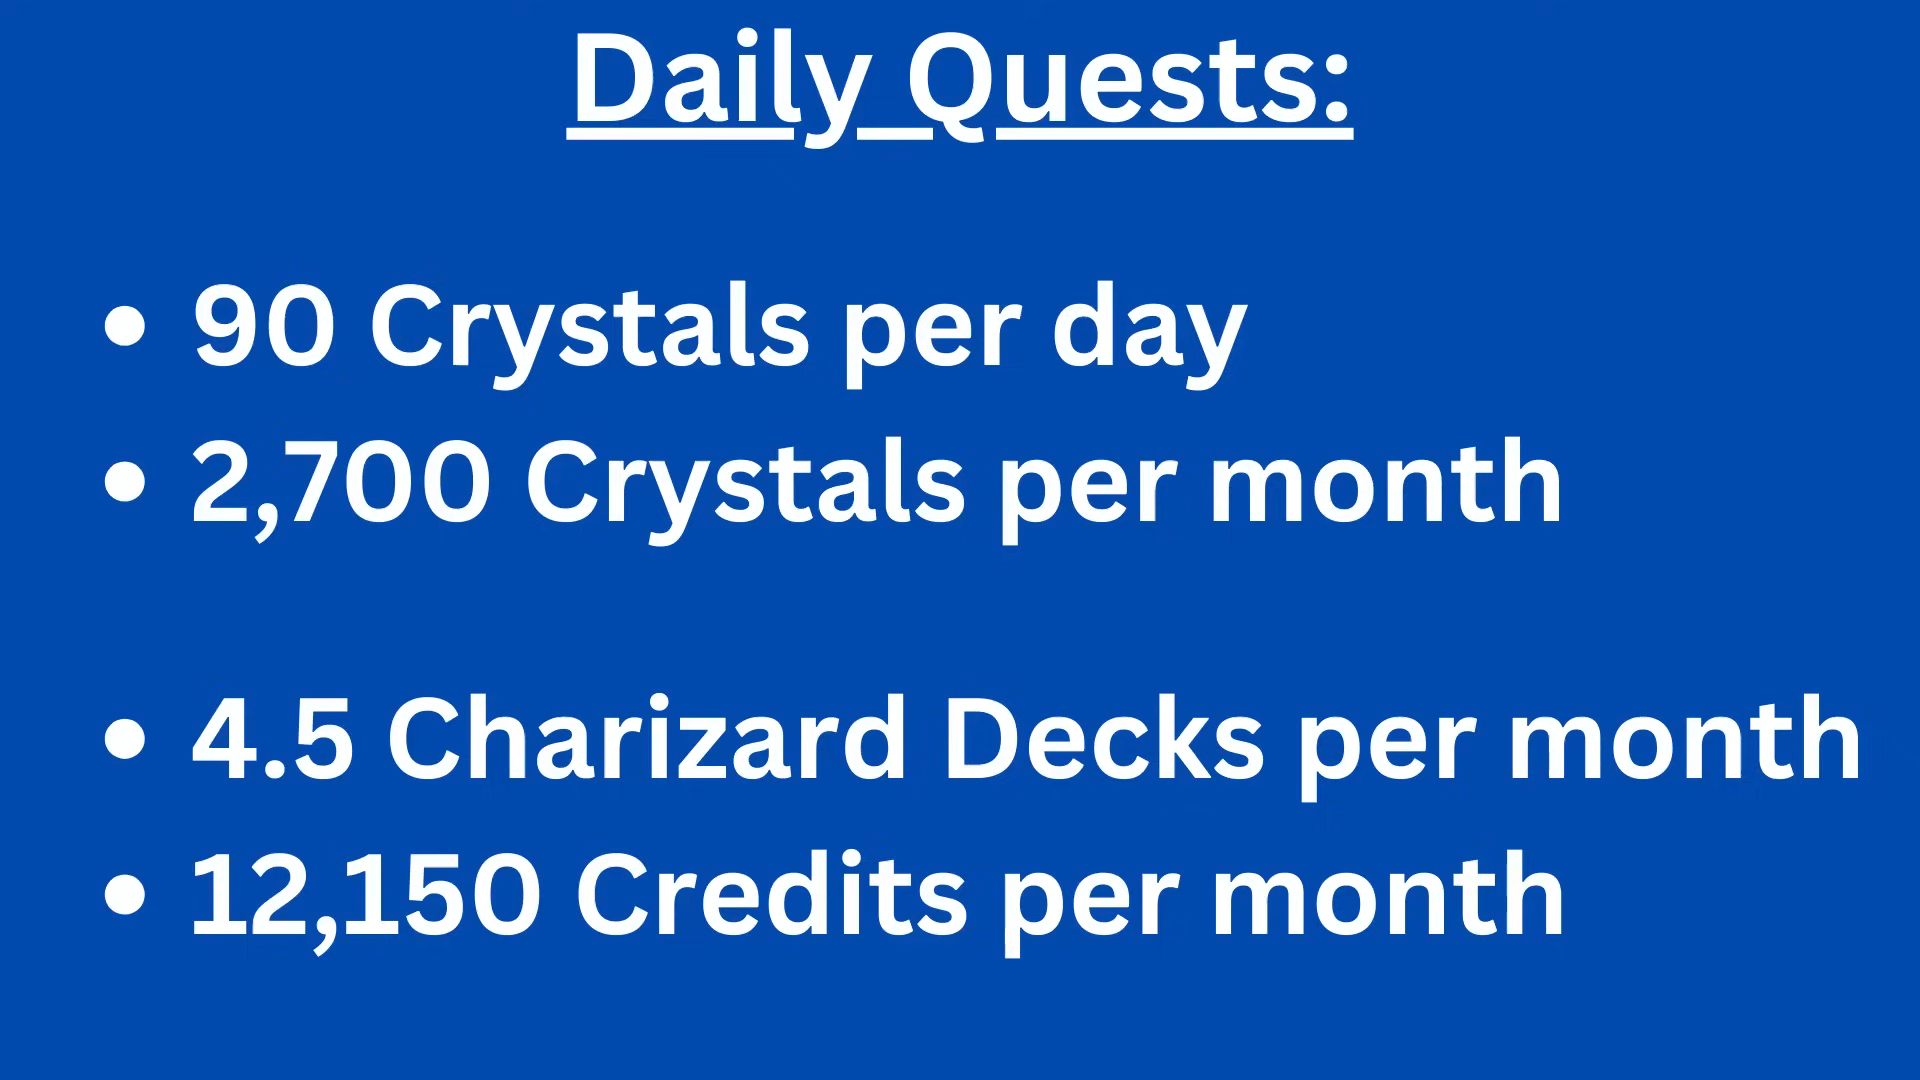 Daily Quests:
• 90 Crystals per day
• 2,700 Crystals per month
• 4.5 Charizard Decks per month
• 12,150 Credits per month